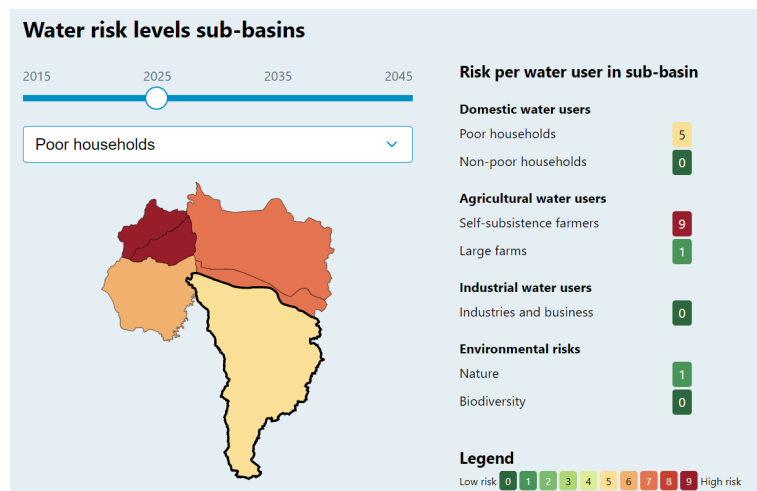 Water risk levels sub-basins
2015 2025 2035 2045
Poor households
Risk per water user in sub-basin
Domestic water users
Poor households 5
Non-poor households 0
Agricultural water users
Self-subsistence farmers 9
Large farms 1
Industrial water users
Industries and business 0
Environmental risks
Nature 1
Biodiversity 0
Legend
Low risk 0 1 2 3 4 5 6 7 8 9 High risk